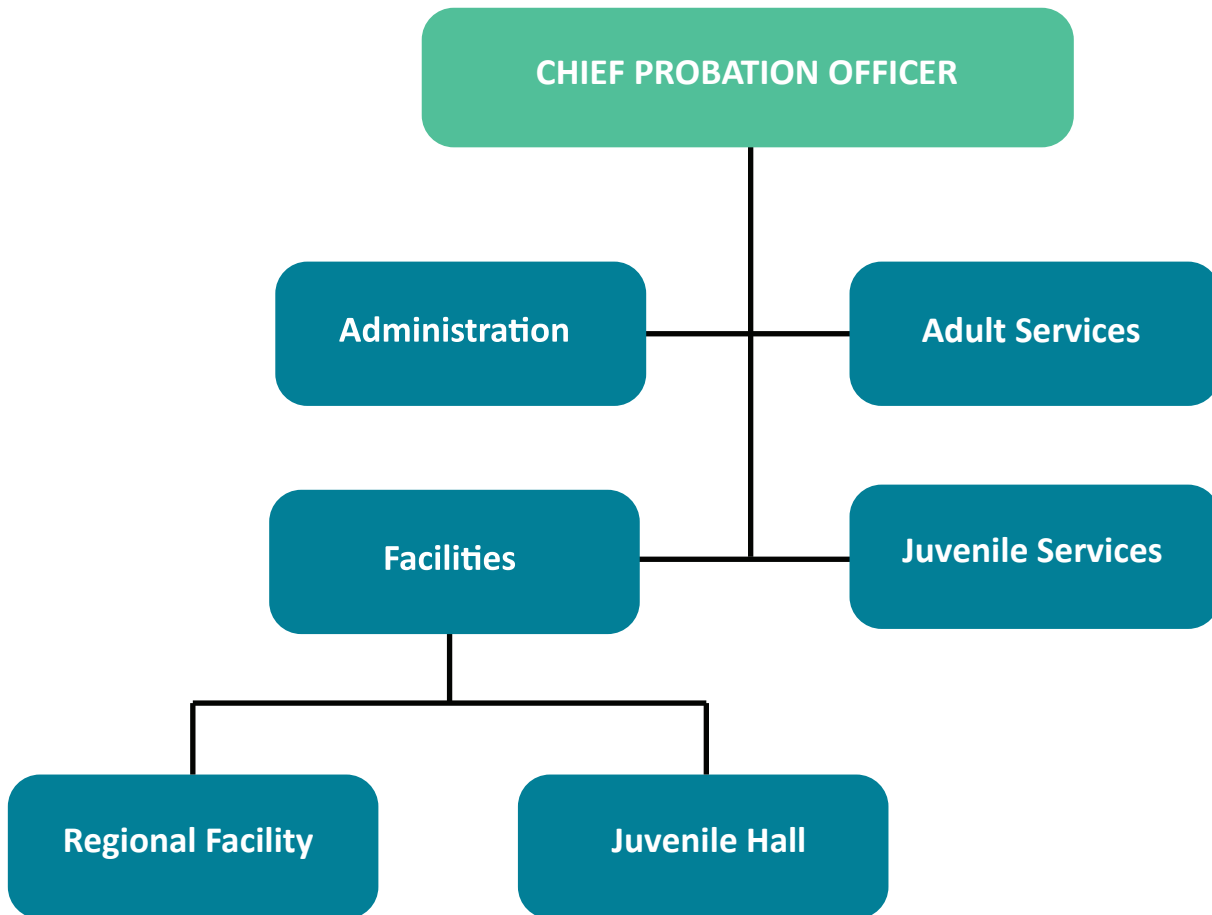 CHIEF PROBATION OFFICER
Administration
Adult Services
Facilities
Juvenile Services
Regional Facility
Juvenile Hall